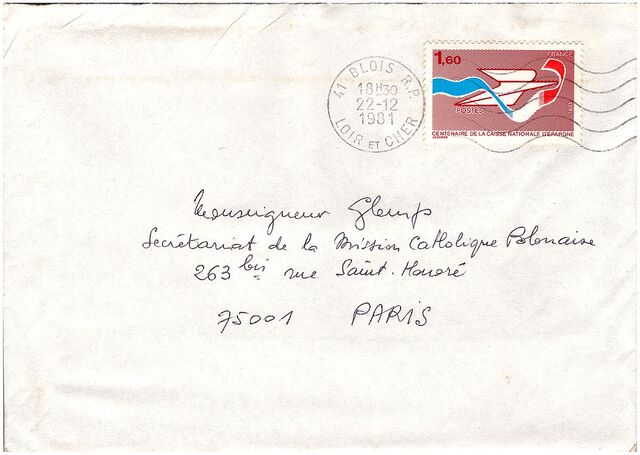 41 BLOIS R.P.
18H30
22-12
1981
LOIR ET CHER
1,60
FRANCE
POSTES
CENTENAIRE DE LA CAISSE NATIONALE D'EPARGNE
Monseigneur Glemp
Secrétariat de la Mission Catholique Polonaise
263 bis rue Saint-Honoré
75001 PARIS